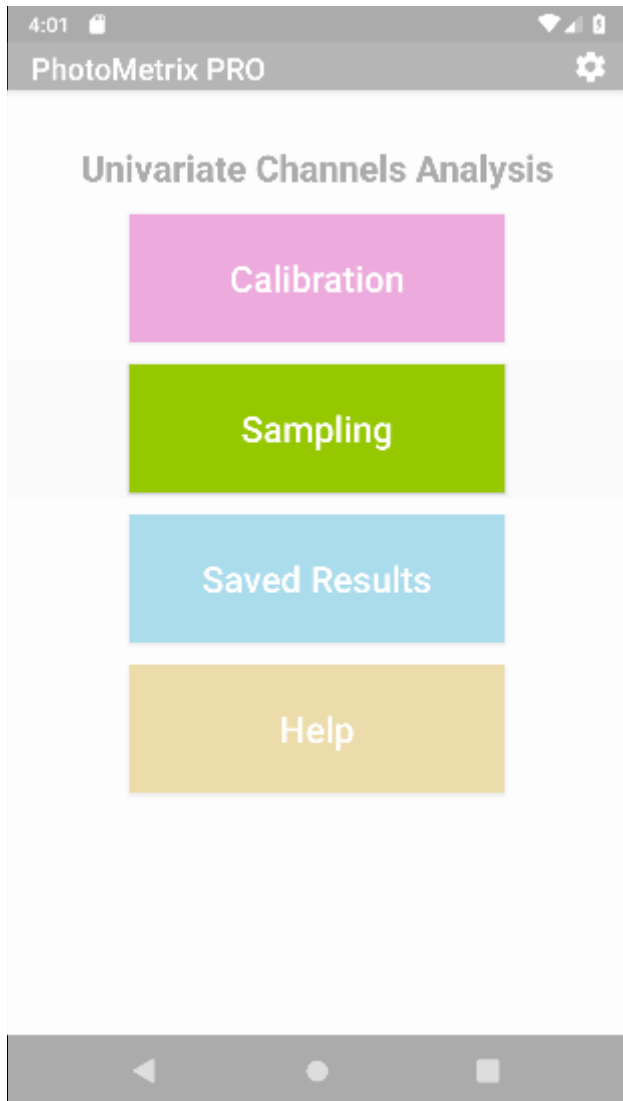 4:01
PhotoMetrix PRO
Univariate Channels Analysis
Calibration
Sampling
Saved Results
Help